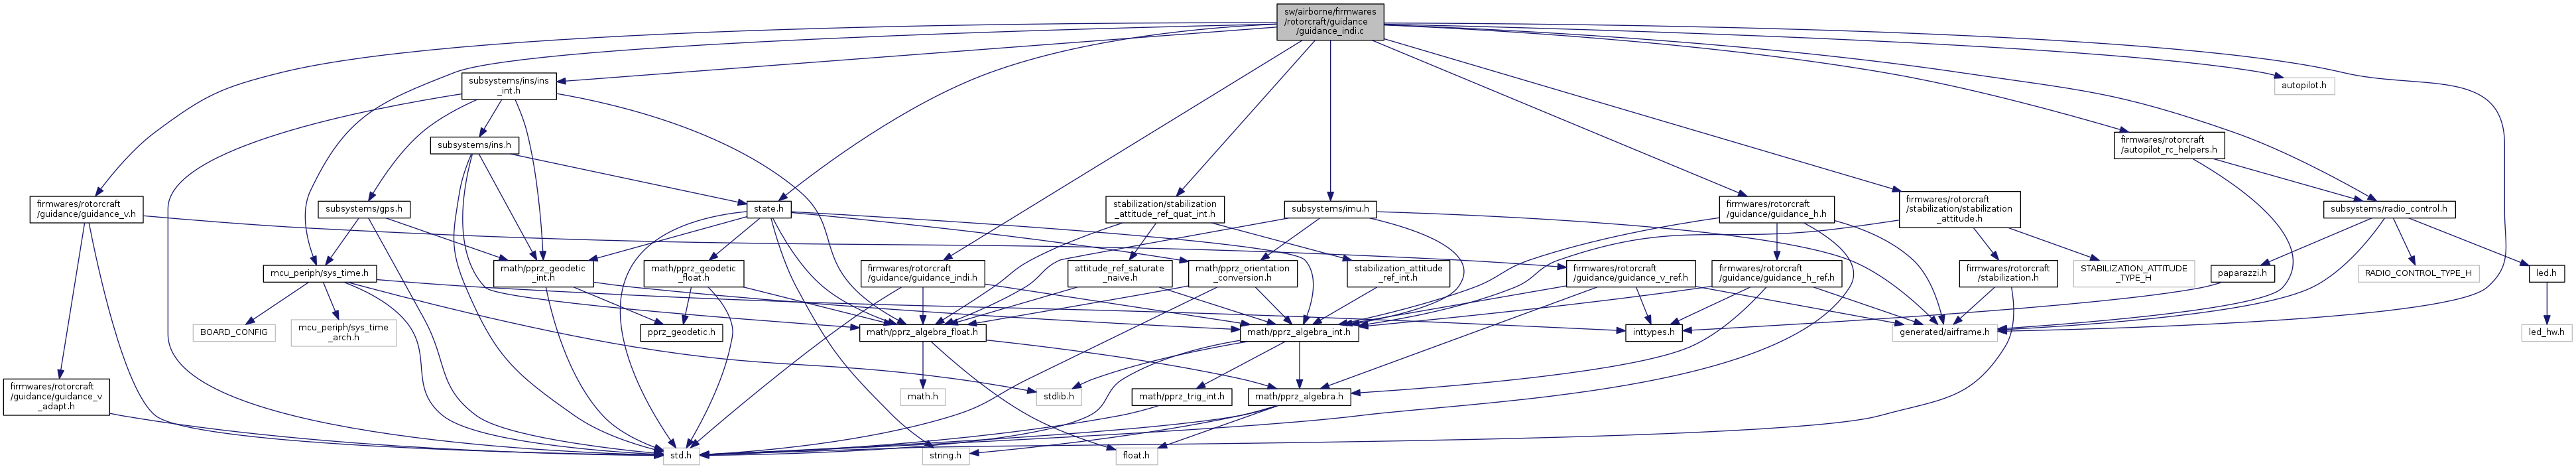 sw/airborne/firmwares
/rotorcraft/guidance
/guidance_indi.c
subsystems/ins/ins
_int.h
autopilot.h
subsystems/ins.h
firmwares/rotorcraft
/autopilot_rc_helpers.h
firmwares/rotorcraft
/guidance/guidance_v.h
subsystems/gps.h
state.h
stabilization/stabilization
_attitude_ref_quat_int.h
subsystems/imu.h
firmwares/rotorcraft
/guidance/guidance_h.h
firmwares/rotorcraft
/stabilization/stabilization
_attitude.h
subsystems/radio_control.h
mcu_periph/sys_time.h
math/pprz_geodetic
_int.h
math/pprz_geodetic
_float.h
firmwares/rotorcraft
/guidance/guidance_indi.h
attitude_ref_saturate
_naive.h
math/pprz_orientation
_conversion.h
stabilization_attitude
_ref_int.h
firmwares/rotorcraft
/guidance/guidance_v_ref.h
firmwares/rotorcraft
/guidance/guidance_h_ref.h
firmwares/rotorcraft
/stabilization.h
STABILIZATION_ATTITUDE
_TYPE_H
paparazzi.h
RADIO_CONTROL_TYPE_H
led.h
BOARD_CONFIG
mcu_periph/sys_time
_arch.h
pprz_geodetic.h
math/pprz_algebra_float.h
math/pprz_algebra_int.h
inttypes.h
generated/airframe.h
led_hw.h
firmwares/rotorcraft
/guidance/guidance_v
_adapt.h
math.h
stdlib.h
math/pprz_trig_int.h
math/pprz_algebra.h
std.h
string.h
float.h